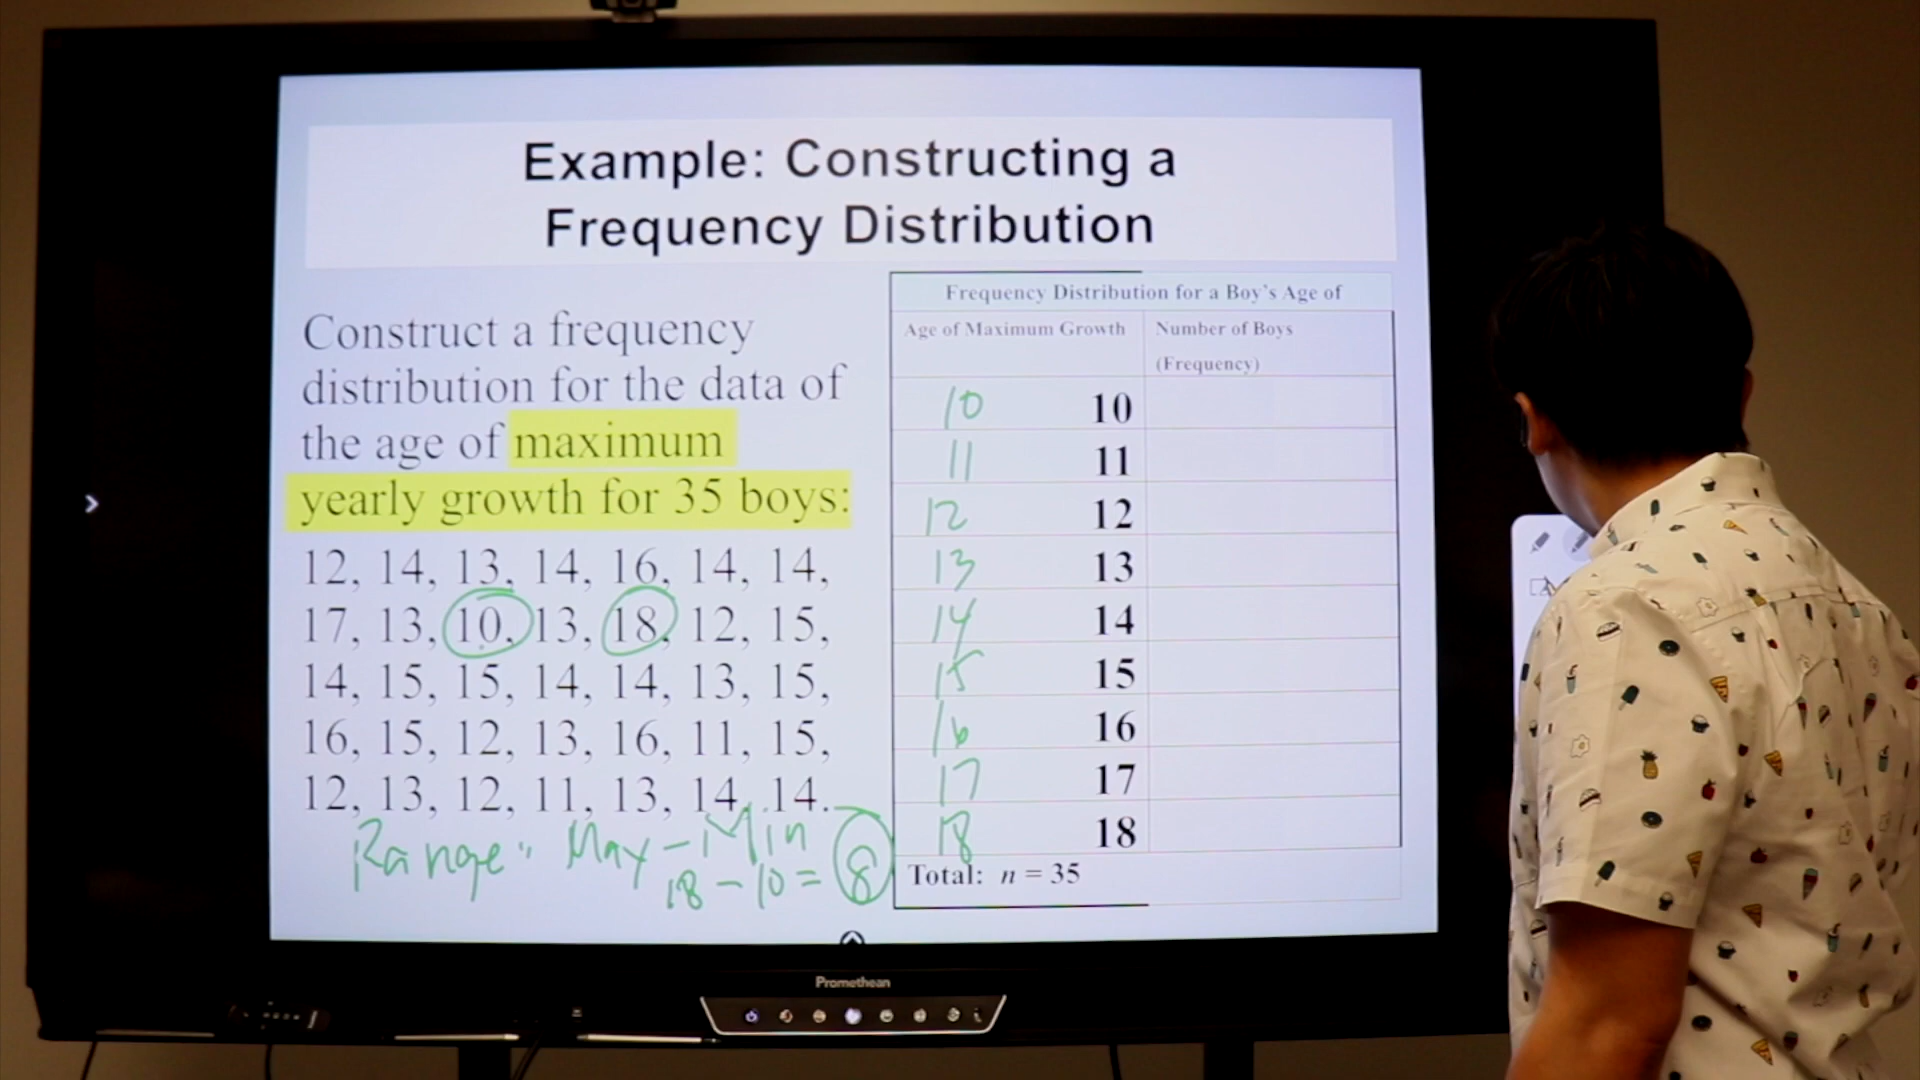 Example: Constructing a
Frequency Distribution
Construct a frequency
distribution for the data of
the age of maximum
yearly growth for 35 boys:
12, 14, 13, 14, 16, 14, 14,
17, 13, 10, 13, 18, 12, 15,
14, 15, 15, 14, 14, 13, 15,
16, 15, 12, 13, 16, 11, 15,
12, 13, 12, 11, 13, 14, 14.
Range: Max - Min
18 - 10 = 8
Frequency Distribution for a Boy's Age of
Age of Maximum Growth Number of Boys
(Frequency)
10 10
11 11
12 12
13 13
14 14
15 15
16 16
17 17
18 18
Total: n = 35
Promethean